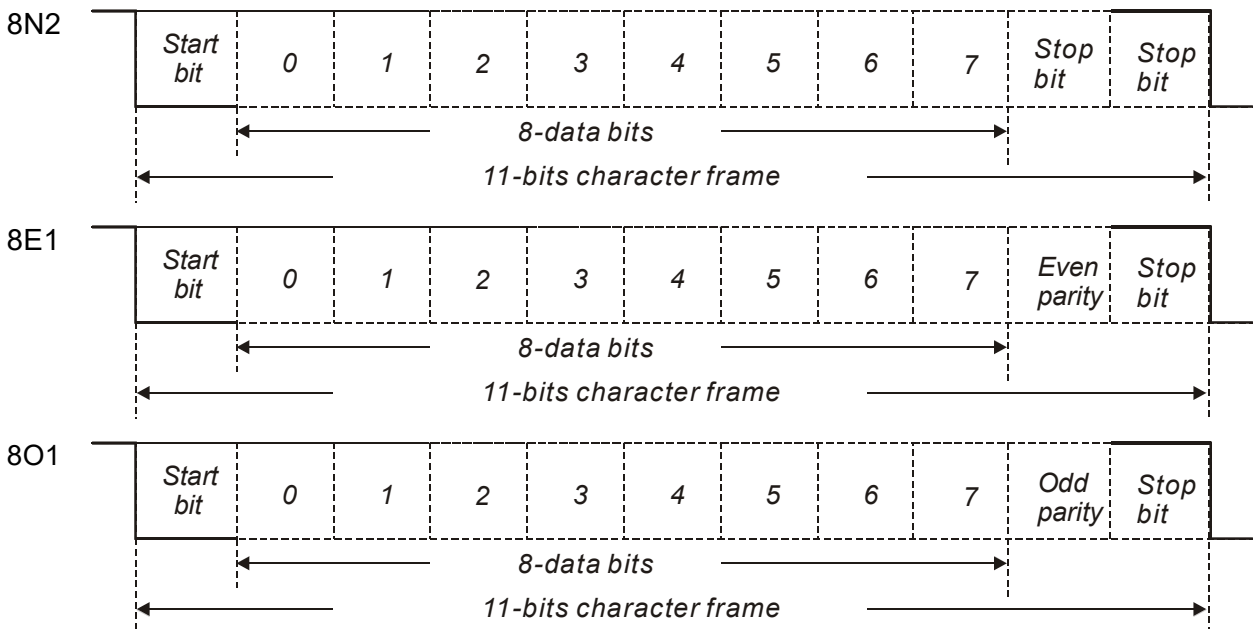 8N2
Start bit 0 1 2 3 4 5 6 7 Stop bit Stop bit
8-data bits
11-bits character frame
8E1
Start bit 0 1 2 3 4 5 6 7 Even parity Stop bit
8-data bits
11-bits character frame
8O1
Start bit 0 1 2 3 4 5 6 7 Odd parity Stop bit
8-data bits
11-bits character frame